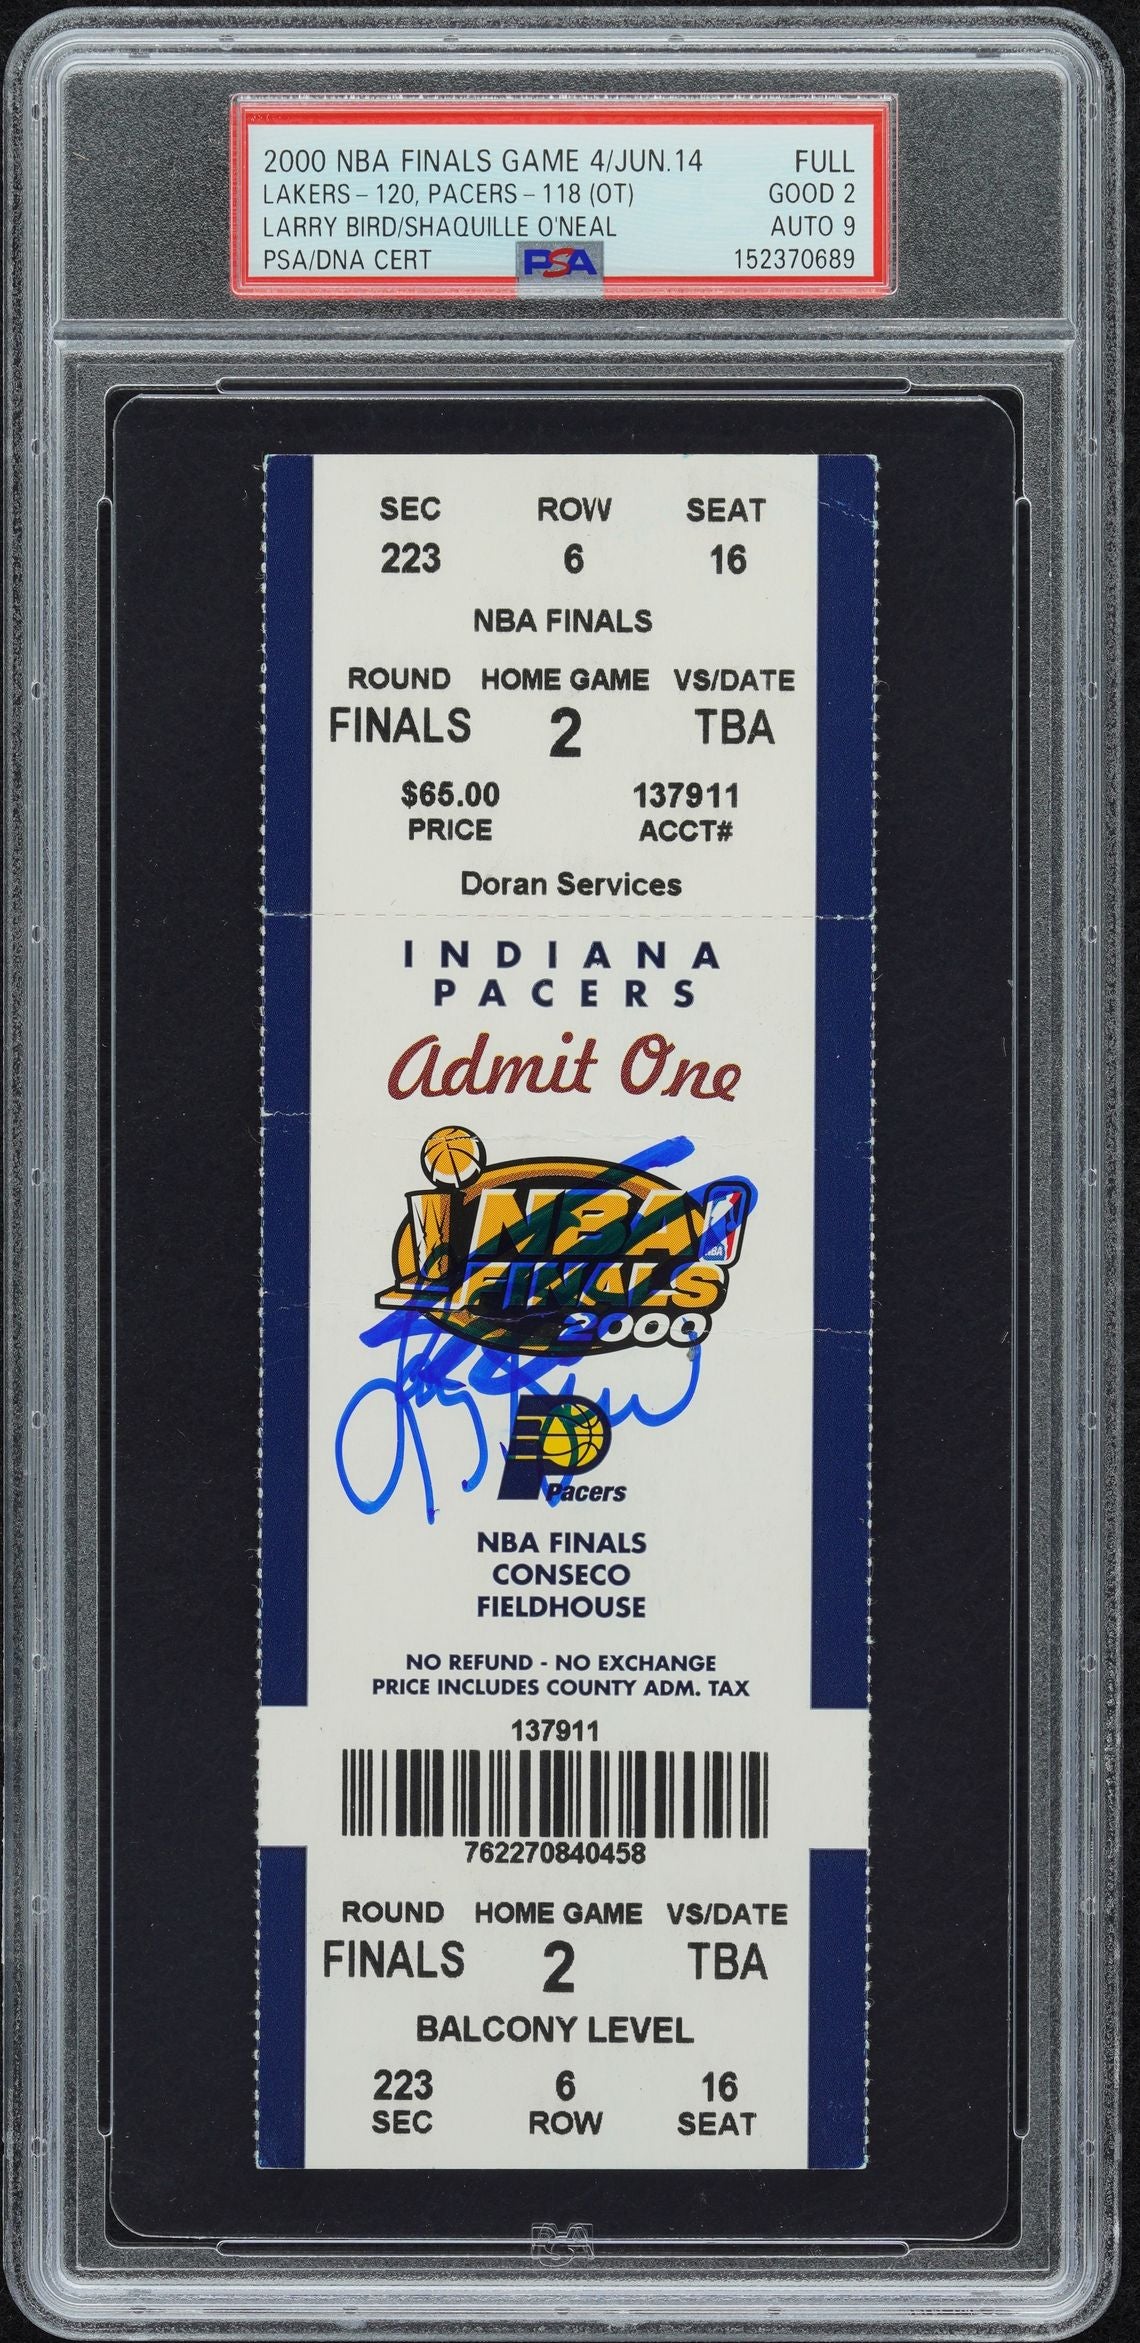 2000 NBA FINALS GAME 4/JUN.14 FULL
LAKERS - 120, PACERS - 118 (OT) GOOD 2
LARRY BIRD/SHAQUILLE O'NEAL AUTO 9
PSA/DNA CERT PSA 152370689
SEC ROW SEAT
223 6 16
NBA FINALS
ROUND HOME GAME VS/DATE
FINALS 2 TBA
$65.00 137911
PRICE ACCT#
Doran Services
INDIANA
PACERS
Admit One
NBA
NBA
FINALS
2000
Larry Bird
Pacers
NBA FINALS
CONSECO
FIELDHOUSE
NO REFUND - NO EXCHANGE
PRICE INCLUDES COUNTY ADM. TAX
137911
762270840458
ROUND HOME GAME VS/DATE
FINALS 2 TBA
BALCONY LEVEL
223 6 16
SEC ROW SEAT
PSA